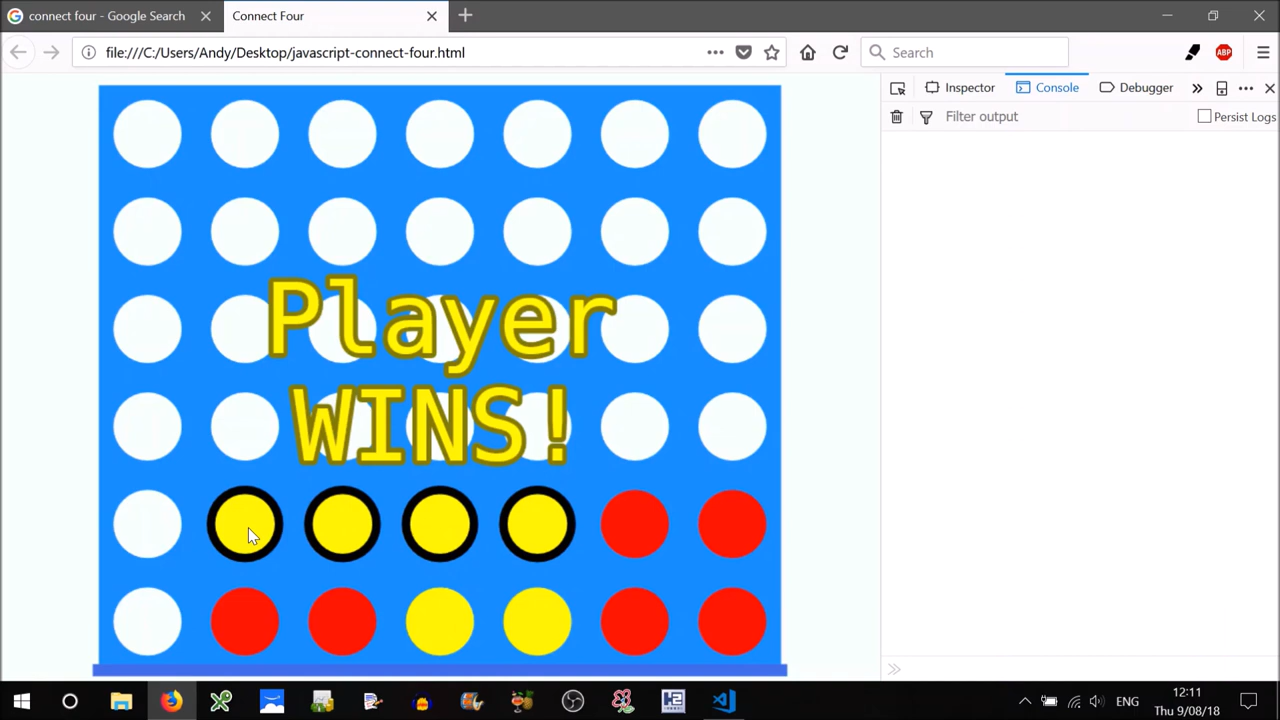 connect four - Google Search
Connect Four
file:///C:/Users/Andy/Desktop/javascript-connect-four.html
Search
ABP
Inspector
Console
Debugger
Filter output
Persist Logs
Player
WINS!
ENG
12:11
Thu 9/08/18